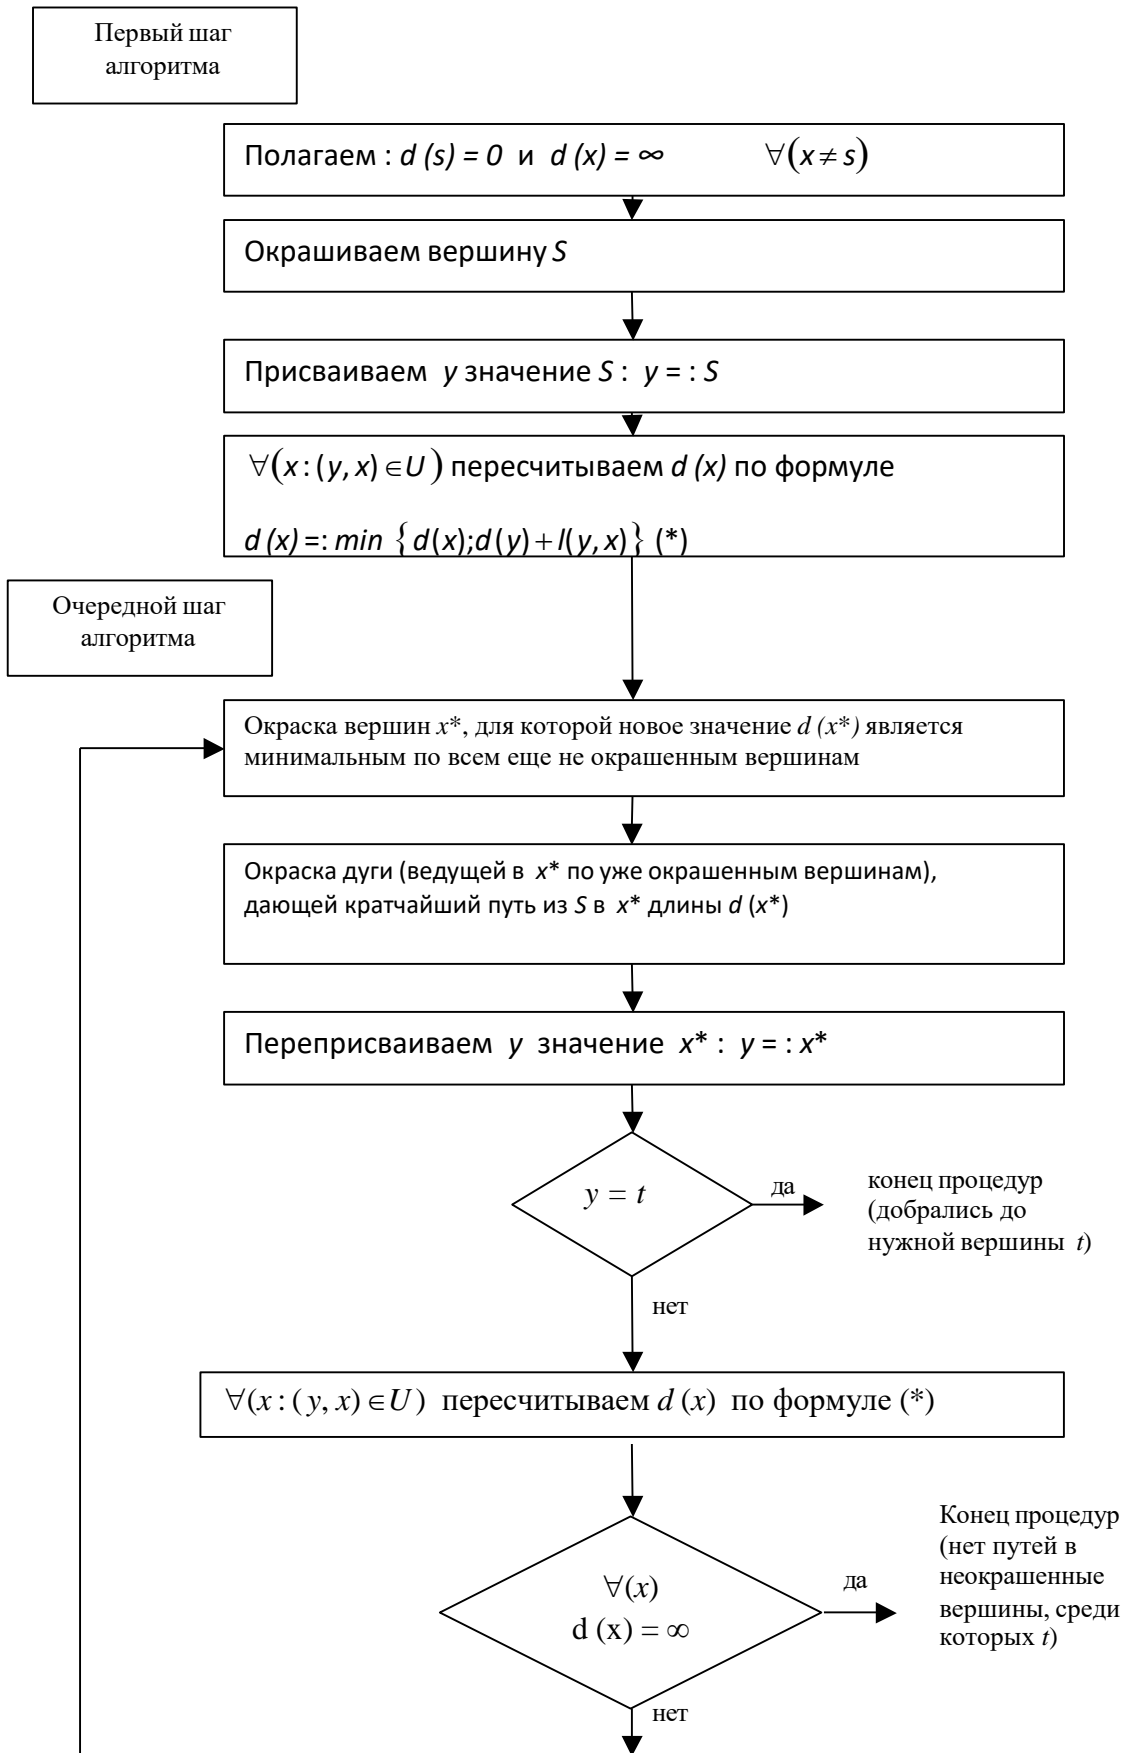 Первый шаг
алгоритма
Полагаем : d (s) = 0 и d (x) = ∞ ∀(x ≠ s)
Окрашиваем вершину S
Присваиваем y значение S : y = : S
∀(x : (y, x) ∈ U) пересчитываем d (x) по формуле
d (x) =: min {d(x);d(y) + l(y, x)} (*)
Очередной шаг
алгоритма
Окраска вершин x*, для которой новое значение d (x*) является
минимальным по всем еще не окрашенным вершинам
Окраска дуги (ведущей в x* по уже окрашенным вершинам),
дающей кратчайший путь из S в x* длины d (x*)
Переприсваиваем y значение x* : y = : x*
y = t
да
конец процедур
(добрались до
нужной вершины t)
нет
∀(x : (y, x) ∈ U) пересчитываем d (x) по формуле (*)
∀(x)
d (x) = ∞
да
Конец процедур
(нет путей в
неокрашенные
вершины, среди
которых t)
нет